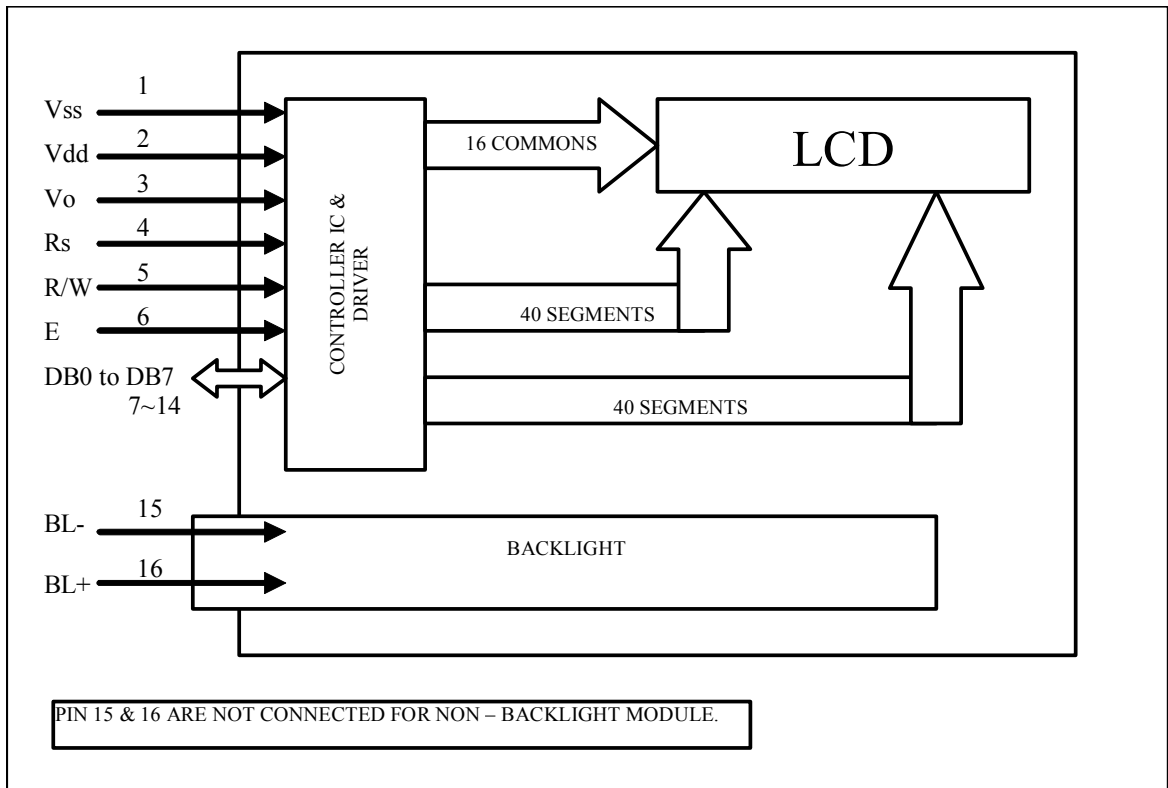 1
Vss
2
Vdd
3
Vo
4
Rs
5
R/W
6
E
DB0 to DB7
7~14
CONTROLLER IC &
DRIVER
16 COMMONS
LCD
40 SEGMENTS
40 SEGMENTS
15
BL-
16
BL+
BACKLIGHT
PIN 15 & 16 ARE NOT CONNECTED FOR NON – BACKLIGHT MODULE.